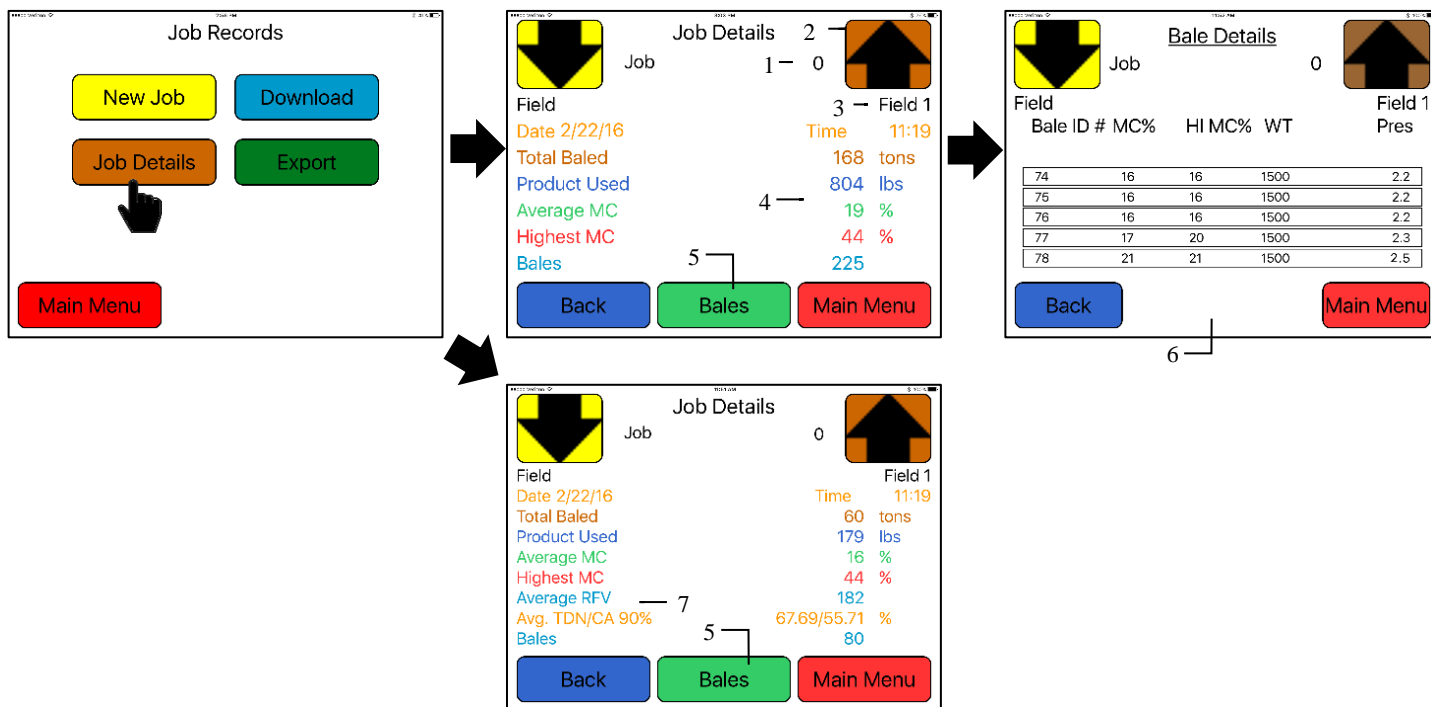 Job Records
New Job Download
Job Details Export
Main Menu
Job Details
2
Job 1 0
Field 3 Field 1
Date 2/22/16 Time 11:19
Total Baled 168 tons
Product Used 804 lbs
4
Average MC 19 %
Highest MC 44 %
5
Bales 225
Back Bales Main Menu
Bale Details
Job 0
Field Field 1
Bale ID # MC% HI MC% WT Pres
74 16 16 1500 2.2
75 16 16 1500 2.2
76 16 16 1500 2.2
77 17 20 1500 2.3
78 21 21 1500 2.5
Back Main Menu
6
Job Details
Job 0
Field Field 1
Date 2/22/16 Time 11:19
Total Baled 60 tons
Product Used 179 lbs
Average MC 16 %
Highest MC 44 %
Average RFV 7 182
Avg. TDN/CA 90% 67.69/55.71 %
5
Bales 80
Back Bales Main Menu